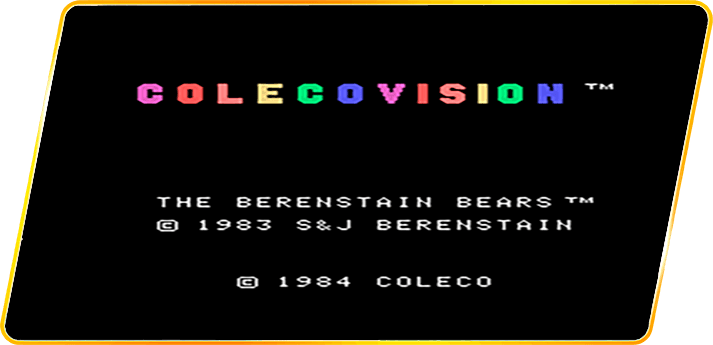 COLECOVISION™
THE BERENSTAIN BEARS™
© 1983 S&J BERENSTAIN
© 1984 COLECO